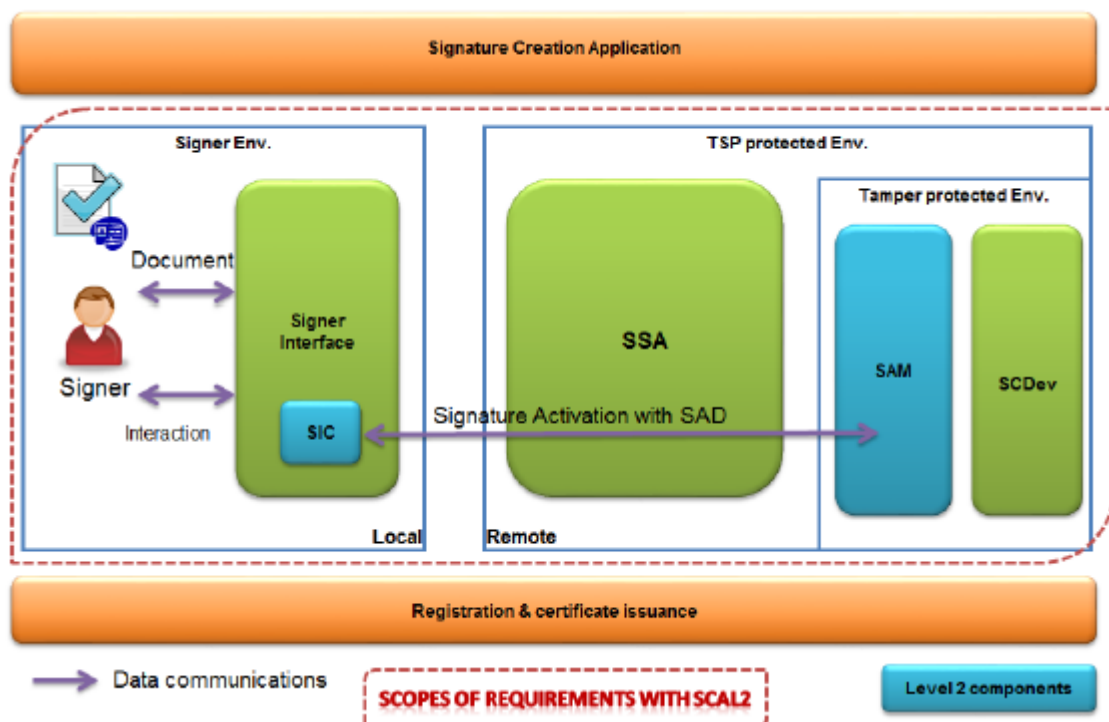 Signature Creation Application
Signer Env.
TSP protected Env.
Tamper protected Env.
Document
Signer
Interface
SSA
SAM
SCDev
Signer
Signature Activation with SAD
SIC
Interaction
Local
Remote
Registration & certificate issuance
Data communications
SCOPES OF REQUIREMENTS WITH SCAL2
Level 2 components